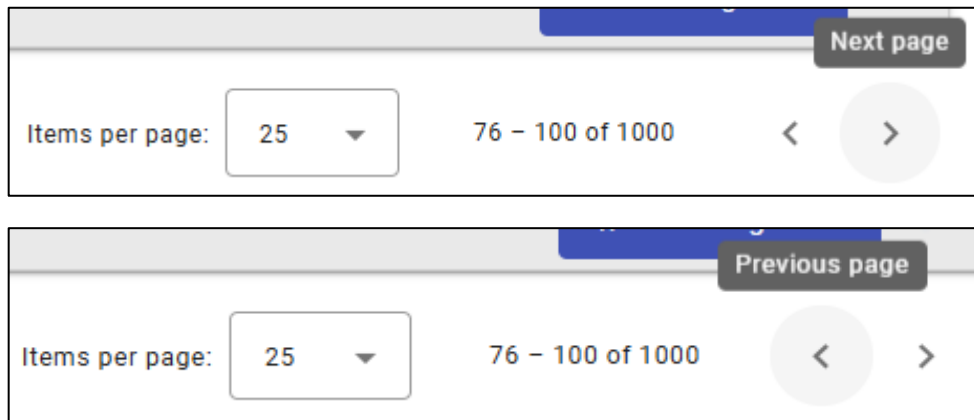 Next page
Items per page: 25 76 – 100 of 1000
Previous page
Items per page: 25 76 – 100 of 1000